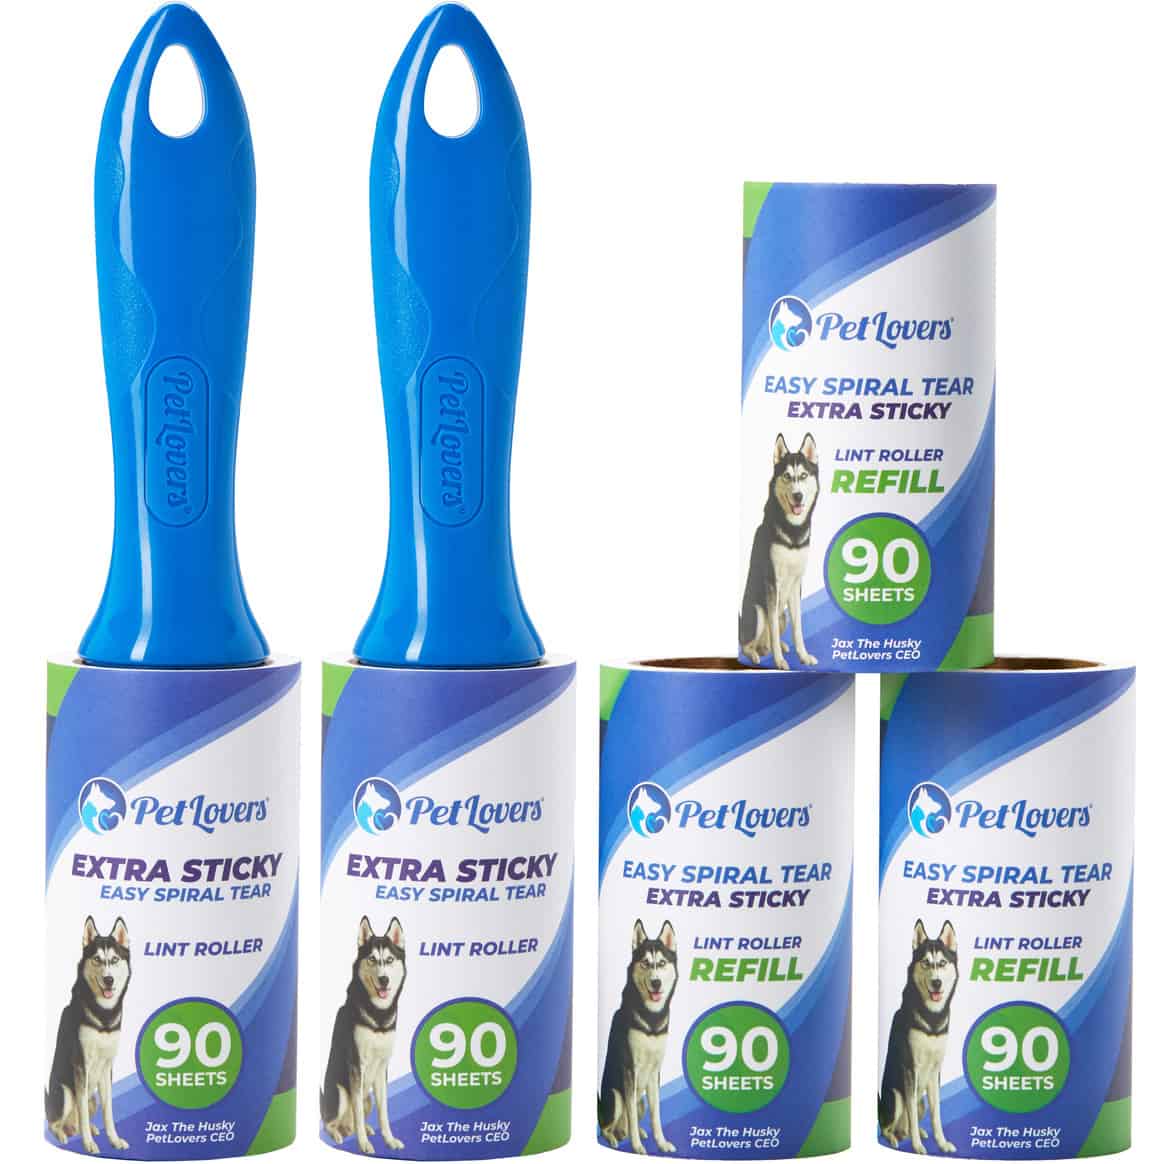 PetLovers®
PetLovers®
PetLovers®
EASY SPIRAL TEAR
EXTRA STICKY
LINT ROLLER
REFILL
90
SHEETS
Jax The Husky
PetLovers CEO
PetLovers®
EXTRA STICKY
EASY SPIRAL TEAR
LINT ROLLER
90
SHEETS
Jax The Husky
PetLovers CEO
PetLovers®
EXTRA STICKY
EASY SPIRAL TEAR
LINT ROLLER
90
SHEETS
Jax The Husky
PetLovers CEO
PetLovers®
EASY SPIRAL TEAR
EXTRA STICKY
LINT ROLLER
REFILL
90
SHEETS
Jax The Husky
PetLovers CEO
PetLovers®
EASY SPIRAL TEAR
EXTRA STICKY
LINT ROLLER
REFILL
90
SHEETS
Jax The Husky
PetLovers CEO